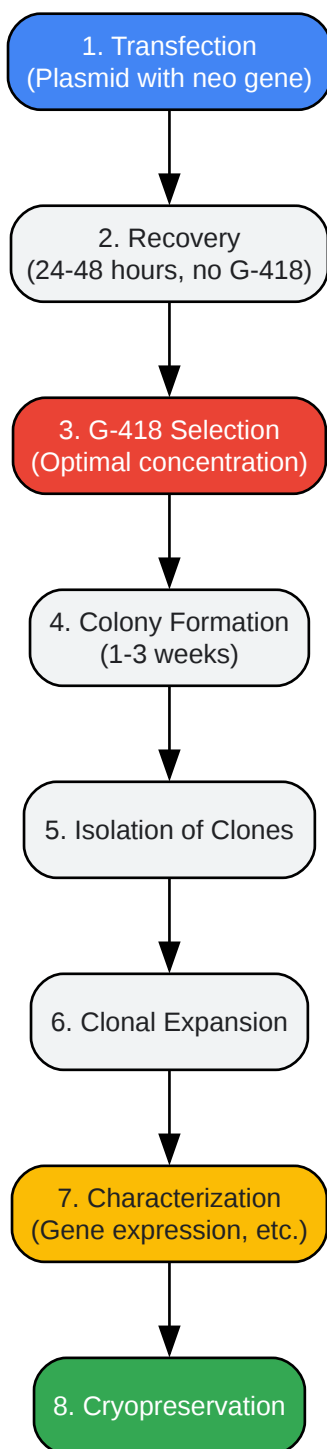 1. Transfection
(Plasmid with neo gene)
2. Recovery
(24-48 hours, no G-418)
3. G-418 Selection
(Optimal concentration)
4. Colony Formation
(1-3 weeks)
5. Isolation of Clones
6. Clonal Expansion
7. Characterization
(Gene expression, etc.)
8. Cryopreservation